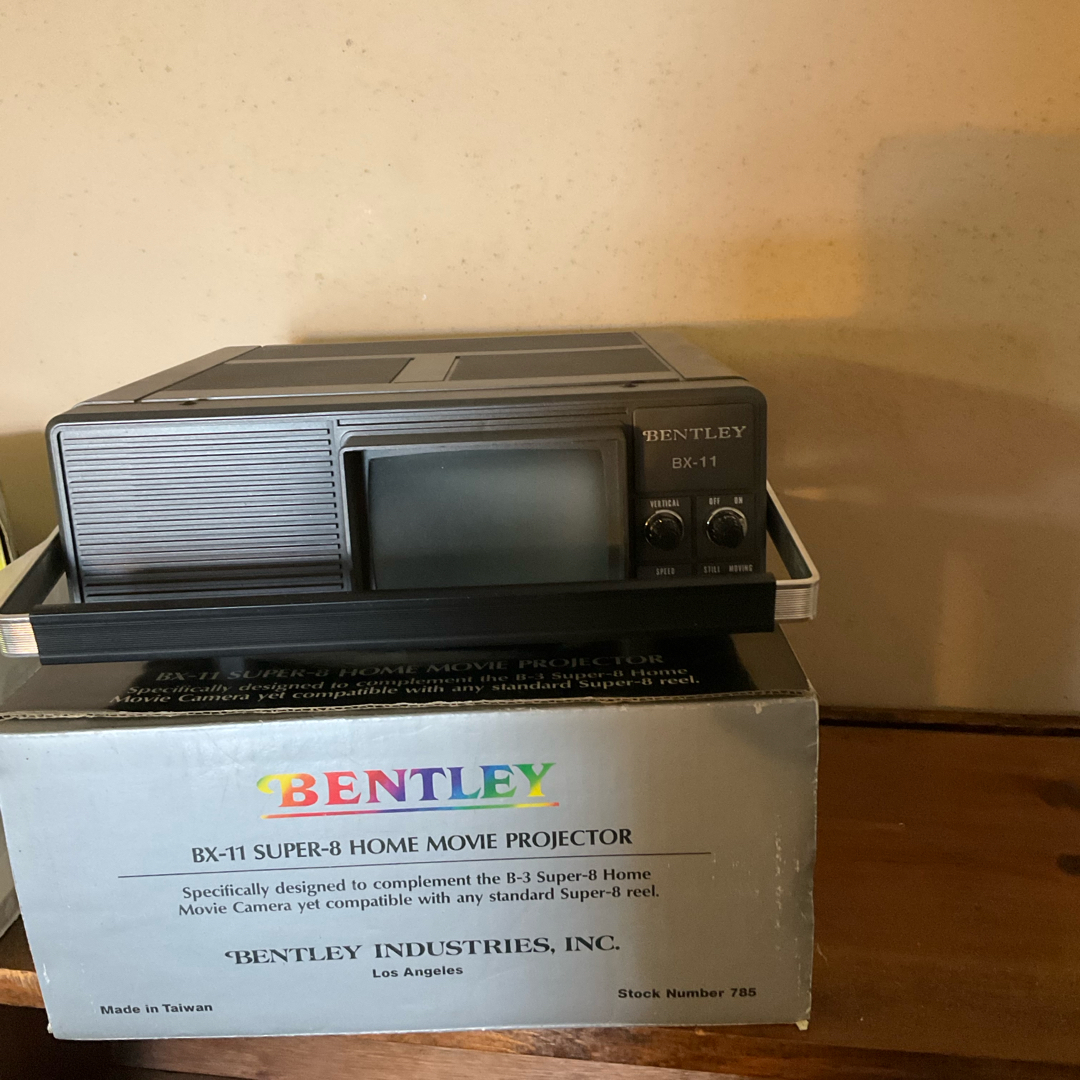 BENTLEY
BX-11
VERTICAL
OFF ON
SPEED
STILL MOVING
BX-11 SUPER-8 HOME MOVIE PROJECTOR
Specifically designed to complement the B-3 Super-8 Home
Movie Camera yet compatible with any standard Super-8 reel.
BENTLEY
BX-11 SUPER-8 HOME MOVIE PROJECTOR
Specifically designed to complement the B-3 Super-8 Home
Movie Camera yet compatible with any standard Super-8 reel.
BENTLEY INDUSTRIES, INC.
Los Angeles
Made in Taiwan
Stock Number 785